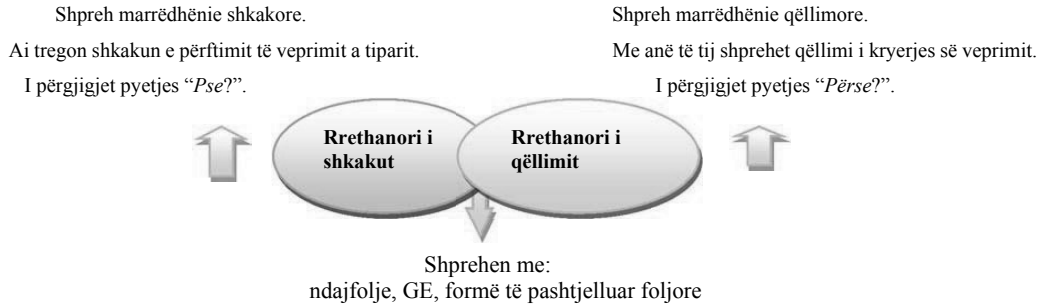 Shpreh marrëdhënie shkakore.
Ai tregon shkakun e përftimit të veprimit a tiparit.
I përgjigjet pyetjes “Pse?”.
Shpreh marrëdhënie qëllimore.
Me anë të tij shprehet qëllimi i kryerjes së veprimit.
I përgjigjet pyetjes “Përse?”.
Rrethanori i
shkakut
Rrethanori i
qëllimit
Shprehen me:
ndajfolje, GE, formë të pashtjelluar foljore